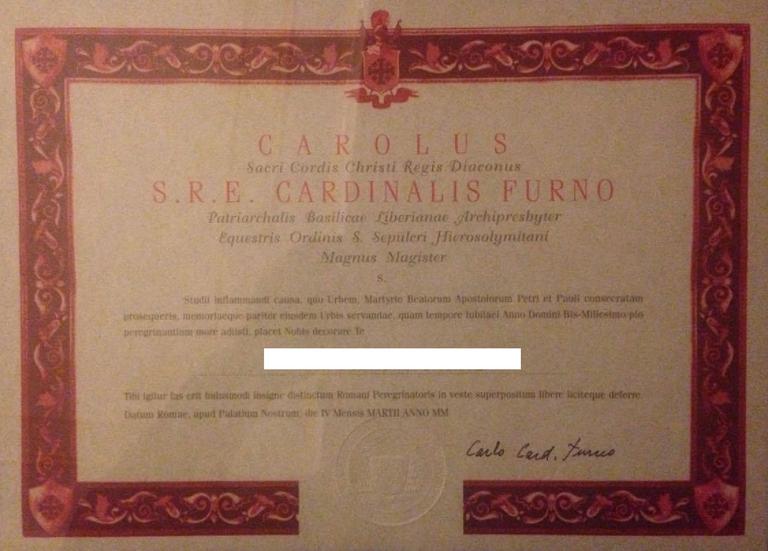 CAROLUS
Sacri Cordis Christi Regis Diaconus
S.R.E. CARDINALIS FURNO
Patriarchalis Basilicae Liberianae Archipresbyter
Equestris Ordinis S. Sepulcri Hierosolymitani
Magnus Magister
S.
Studii inflammandi causa, quo Urbem, Martyrio Beatorum Apostolorum Petri et Pauli consecratam
prosequeris, memoriaeque pariter eiusdem Urbis servandae, quam tempore Iubilaei Anno Domini Bis-Millesimo pio
peregrinantium more adiisti, placet Nobis decorare Te
Tibi igitur fas erit huiusmodi insigne distinctum Romani Peregrinatoris in veste superpositum libere liciteque deferre.
Datum Romae, apud Palatium Nostrum, die IV Mensis MARTII ANNO MM
Carlo Card. Furno